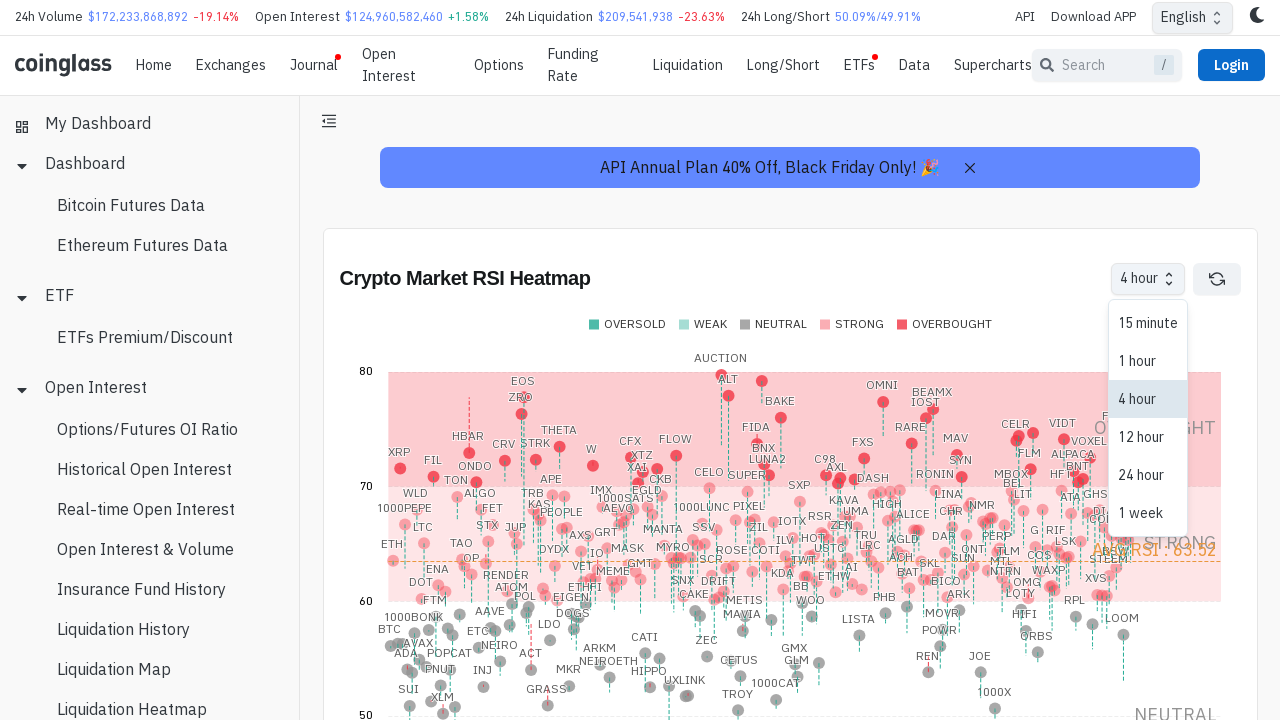 24h Volume $172,233,868,892 -19.14% Open Interest $124,960,582,460 +1.58% 24h Liquidation $209,541,938 -23.63% 24h Long/Short 50.09%/49.91% API Download APP English
coinglass Home Exchanges Journal Open Interest Options Funding Rate Liquidation Long/Short ETFs Data Supercharts Search / Login
My Dashboard
Dashboard
Bitcoin Futures Data
Ethereum Futures Data
ETF
ETFs Premium/Discount
Open Interest
Options/Futures OI Ratio
Historical Open Interest
Real-time Open Interest
Open Interest & Volume
Insurance Fund History
Liquidation History
Liquidation Map
Liquidation Heatmap
API Annual Plan 40% Off, Black Friday Only! 🎉
Crypto Market RSI Heatmap
4 hour
15 minute
1 hour
4 hour
12 hour
24 hour
1 week
OVERSOLD WEAK NEUTRAL STRONG OVERBOUGHT
AUCTION
80
EOS ALT OMNI
ZRO BAKE BEAMX
IOST
HBAR THETA FIDA RARE CELR VIDT
XRP CRV STRK W CFX FLOW BNX FXS MAV VOXEL
FIL ONDO XTZ LUNA2 C98 SYN FLM ALPACA
XAI CELO SUPER AXL RONIN MBOX BNT
70
TON APE CKB SXP DASH BEL
WLD ALGO TRB IMX EGLD KAVA HIGH LINA LIT ATA GHS
1000PEPE FET KAS 1000SATS AEVO 1000LUNC PIXEL UMA ALICE CHR NMR
LTC STX JUP PEOPLE GRT MANTA SSV ZIL IOTX RSR ZEN G RIF
ETH TAO OP DYDX AXS IO MASK MYRO ROSE COTI ILV HOT USTC TRU LRC AGLD DAR PERP LSK STRONG
ENA RENDER VET MEME GMT SCR TWT AI ACH SKL SUN ONT TLM MTL COS STEEM
DOT ATOM ETHFI SNX DRIFT KDA BB ETHW BAT BICO NTRN OMG WAXP XVS
60
FTM POL EIGEN CAKE METIS WOO PHB ARK LQTY RPL
1000BONK AAVE DOGS MAVIA LISTA MOVR HIFI LOOM
BTC AVAX ETC LDO CATI ZEC POWR ORBS
ADA POPCAT NEIRO ACT ARKM GMX REN JOE
PNUT INJ MKR NEIROETH HIPPO CETUS GLM
SUI XLM GRASS UXLINK TROY 1000CAT 1000X
50 NEUTRAL